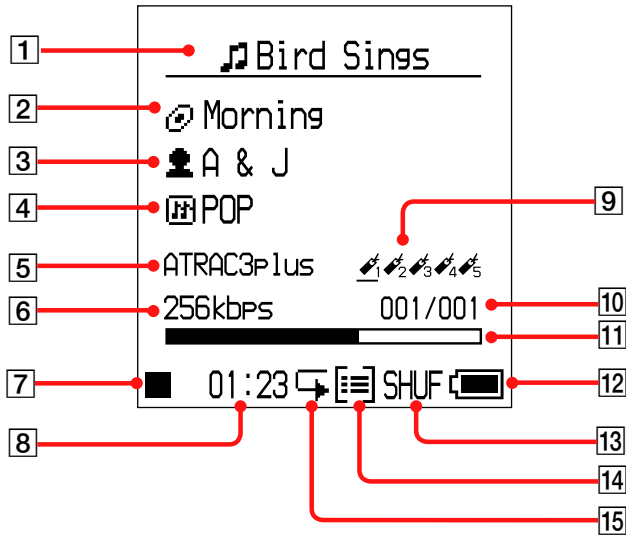 1 Bird Sings
2 Morning
3 A & J
4 POP
9
5 ATRAC3plus 1 2 3 4 5
6 256kbps 001/001 10
11
7 01:23 SHUF 12
8 13
14
15